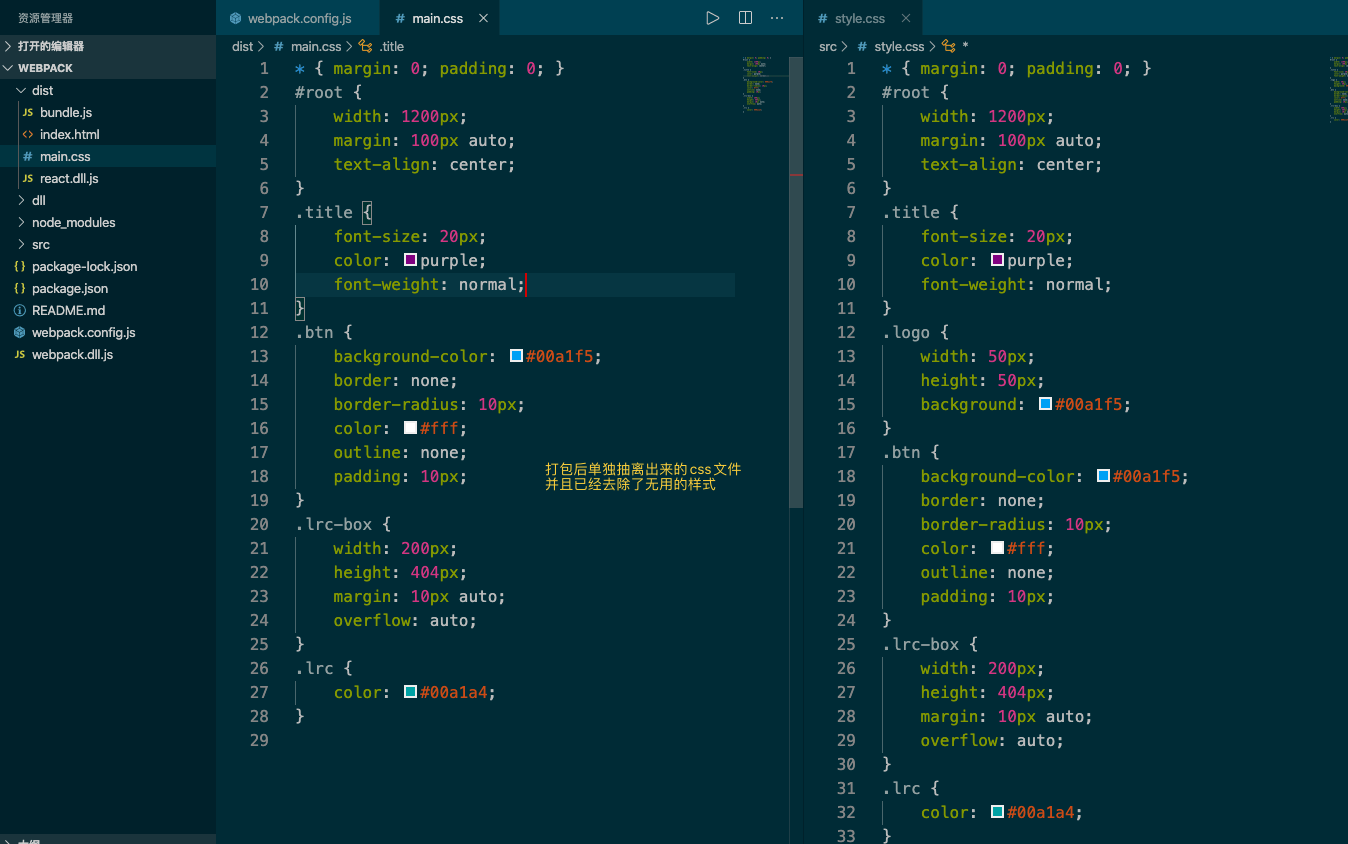 资源管理器
打开的编辑器
WEBPACK
dist
JS bundle.js
<> index.html
# main.css
JS react.dll.js
dll
node_modules
src
{} package-lock.json
{} package.json
README.md
webpack.config.js
JS webpack.dll.js
webpack.config.js
# main.css
dist > # main.css > .title
1 * { margin: 0; padding: 0; }
2 #root {
3 width: 1200px;
4 margin: 100px auto;
5 text-align: center;
6 }
7 .title {
8 font-size: 20px;
9 color: purple;
10 font-weight: normal;
11 }
12 .btn {
13 background-color: #00a1f5;
14 border: none;
15 border-radius: 10px;
16 color: #fff;
17 outline: none;
18 padding: 10px;
19 }
20 .lrc-box {
21 width: 200px;
22 height: 404px;
23 margin: 10px auto;
24 overflow: auto;
25 }
26 .lrc {
27 color: #00a1a4;
28 }
29
打包后单独抽离出来的css文件
并且已经去除了无用的样式
# style.css
src > # style.css > *
1 * { margin: 0; padding: 0; }
2 #root {
3 width: 1200px;
4 margin: 100px auto;
5 text-align: center;
6 }
7 .title {
8 font-size: 20px;
9 color: purple;
10 font-weight: normal;
11 }
12 .logo {
13 width: 50px;
14 height: 50px;
15 background: #00a1f5;
16 }
17 .btn {
18 background-color: #00a1f5;
19 border: none;
20 border-radius: 10px;
21 color: #fff;
22 outline: none;
23 padding: 10px;
24 }
25 .lrc-box {
26 width: 200px;
27 height: 404px;
28 margin: 10px auto;
29 overflow: auto;
30 }
31 .lrc {
32 color: #00a1a4;
33 }